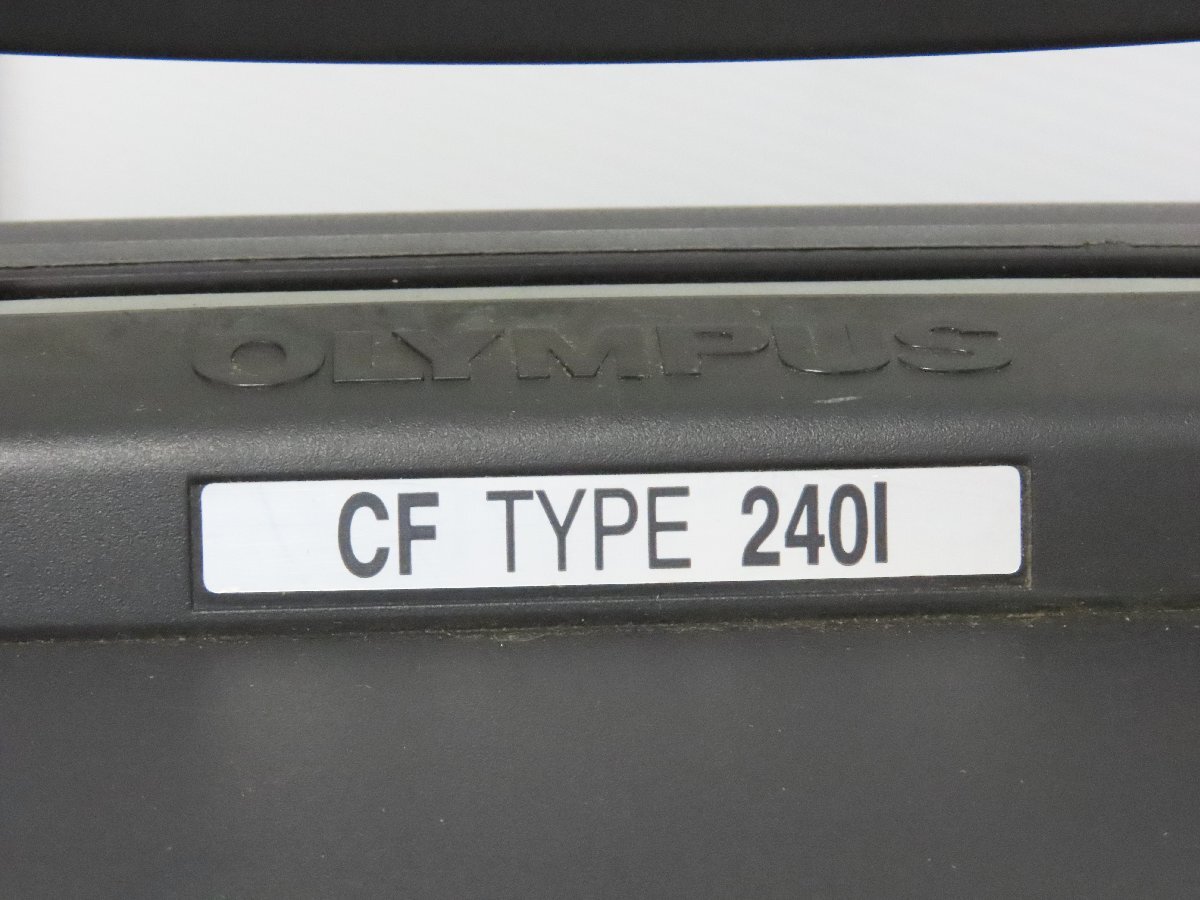 OLYMPUS
CF TYPE 240I